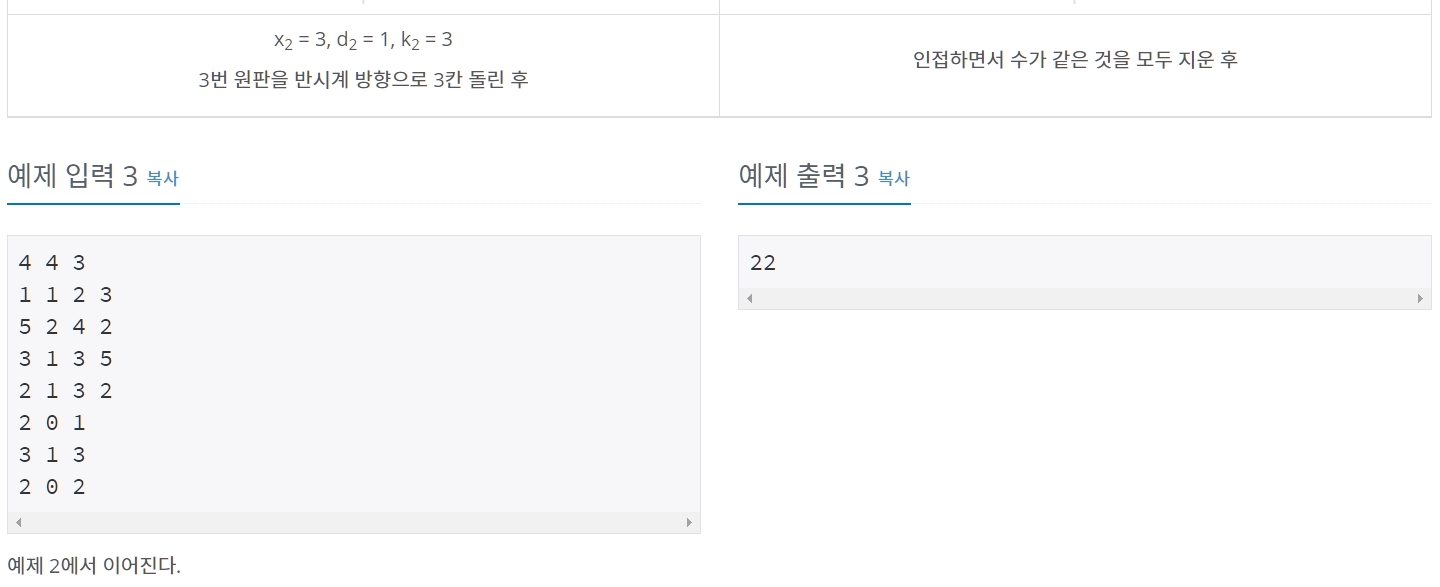 x₂ = 3, d₂ = 1, k₂ = 3
3번 원판을 반시계 방향으로 3칸 돌린 후
인접하면서 수가 같은 것을 모두 지운 후
예제 입력 3 복사
4 4 3
1 1 2 3
5 2 4 2
3 1 3 5
2 1 3 2
2 0 1
3 1 3
2 0 2
예제 2에서 이어진다.
예제 출력 3 복사
22